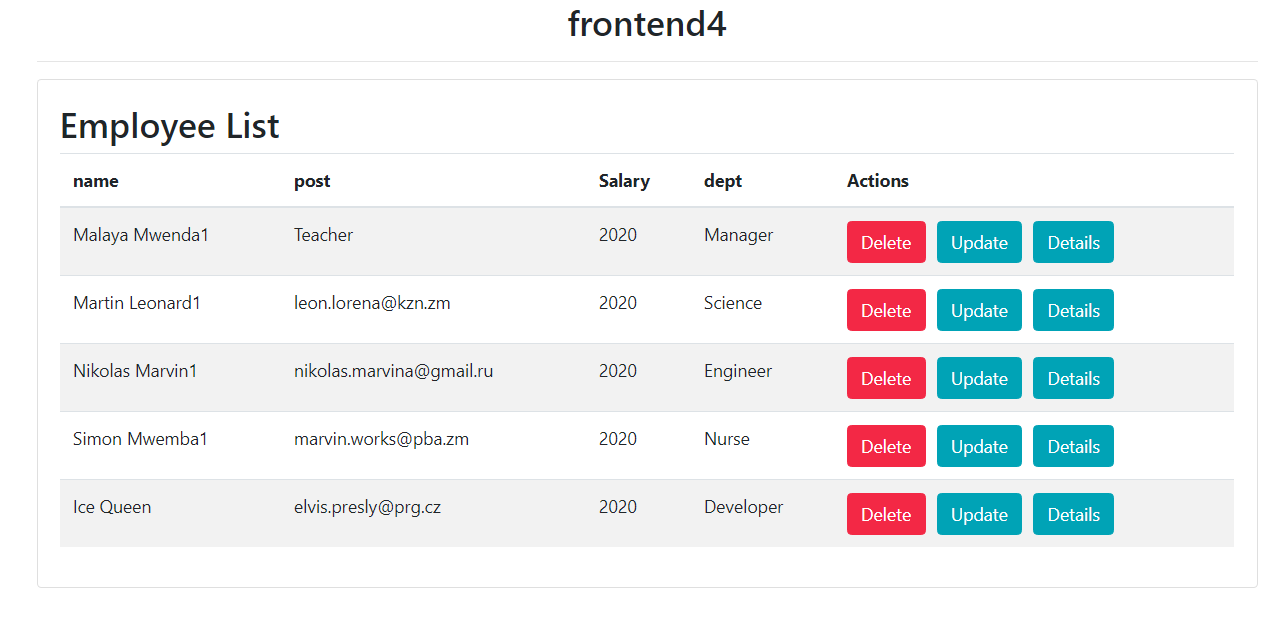 frontend4
Employee List
name post Salary dept Actions
Malaya Mwenda1 Teacher 2020 Manager Delete Update Details
Martin Leonard1 leon.lorena@kzn.zm 2020 Science Delete Update Details
Nikolas Marvin1 nikolas.marvina@gmail.ru 2020 Engineer Delete Update Details
Simon Mwemba1 marvin.works@pba.zm 2020 Nurse Delete Update Details
Ice Queen elvis.presly@prg.cz 2020 Developer Delete Update Details